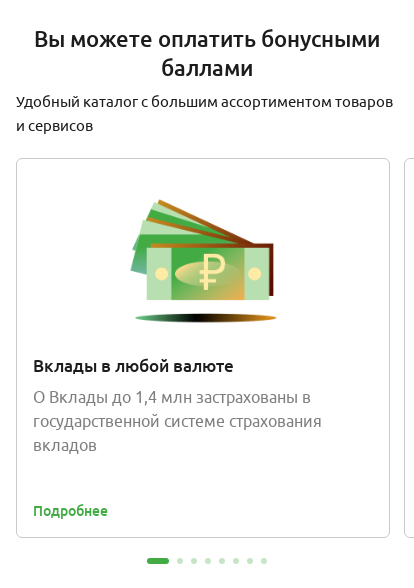 Вы можете оплатить бонусными
баллами
Удобный каталог с большим ассортиментом товаров
и сервисов
₽
Вклады в любой валюте
О Вклады до 1,4 млн застрахованы в
государственной системе страхования
вкладов
Подробнее